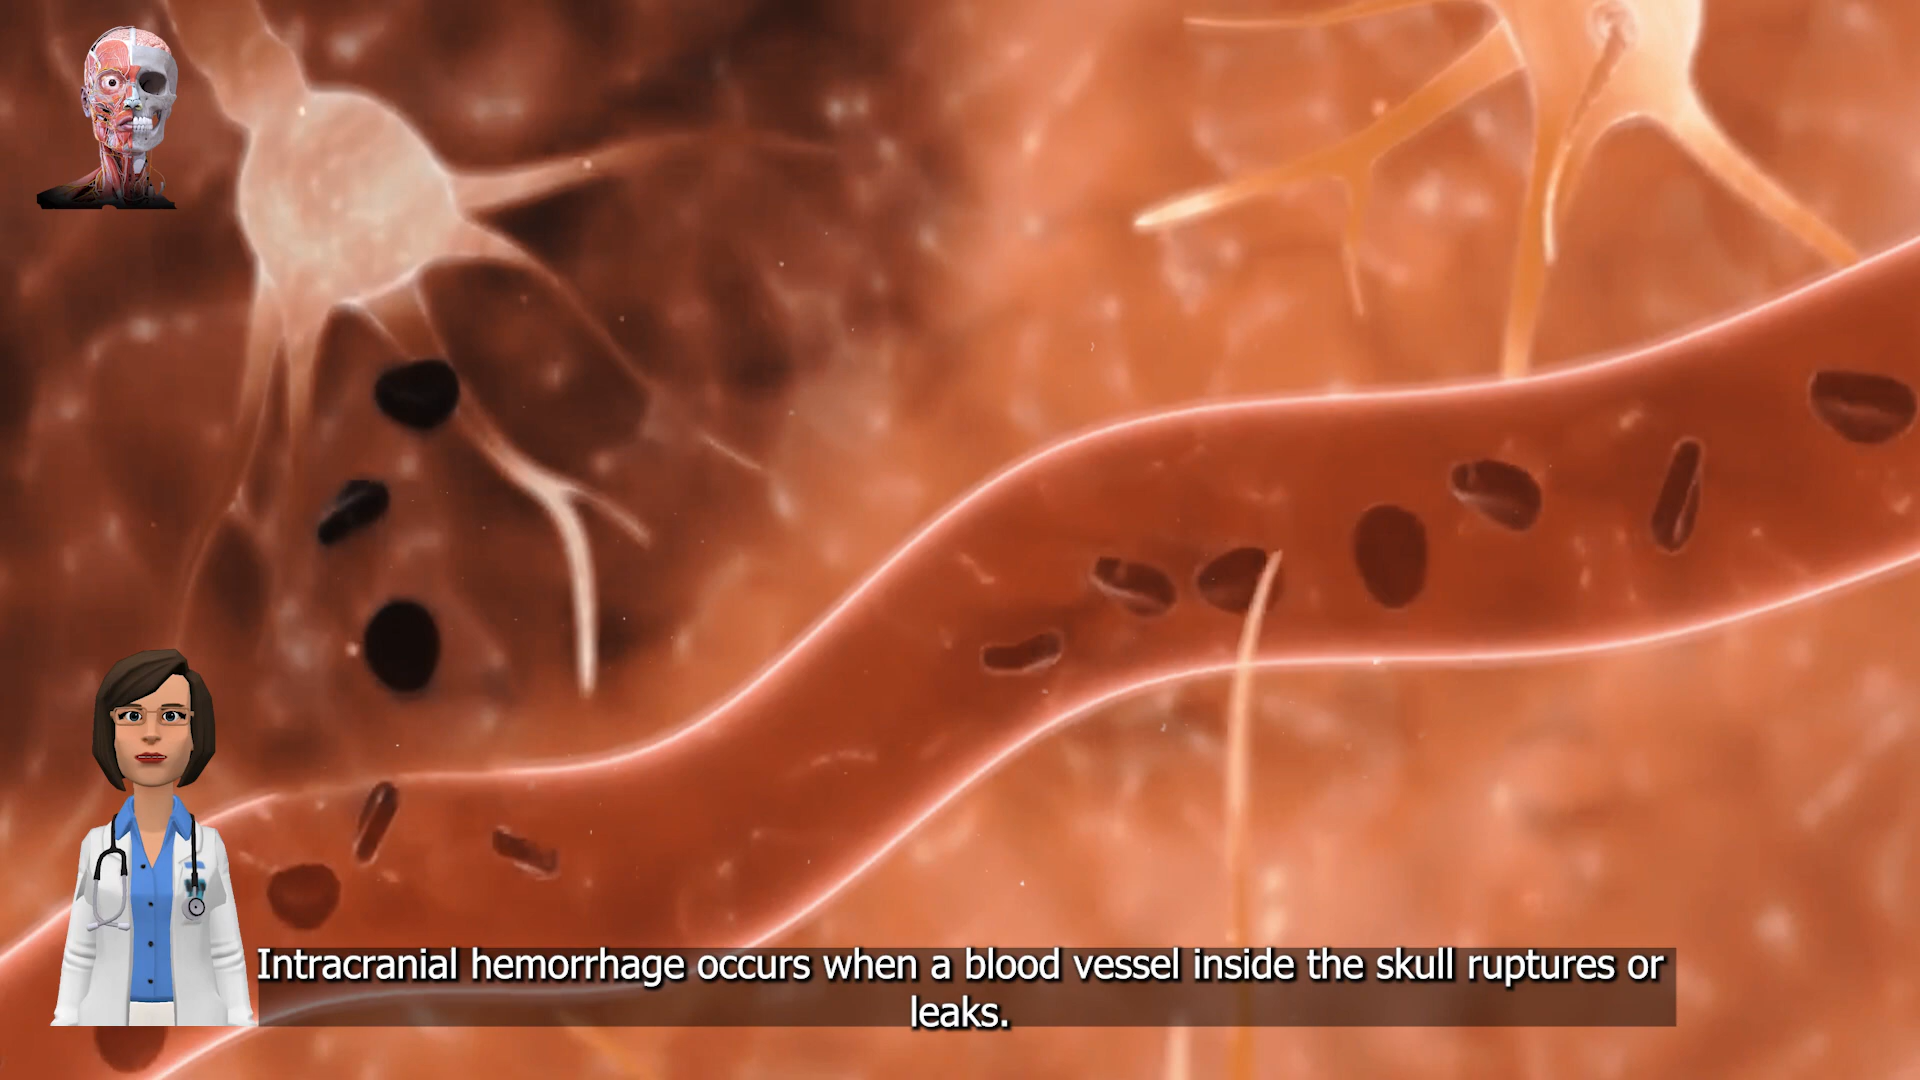 Intracranial hemorrhage occurs when a blood vessel inside the skull ruptures or
leaks.